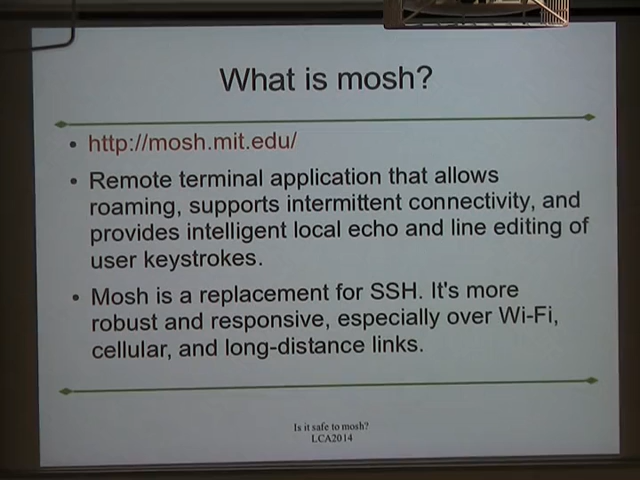 What is mosh?
• http://mosh.mit.edu/
• Remote terminal application that allows
roaming, supports intermittent connectivity, and
provides intelligent local echo and line editing of
user keystrokes.
• Mosh is a replacement for SSH. It's more
robust and responsive, especially over Wi-Fi,
cellular, and long-distance links.
Is it safe to mosh?
LCA2014